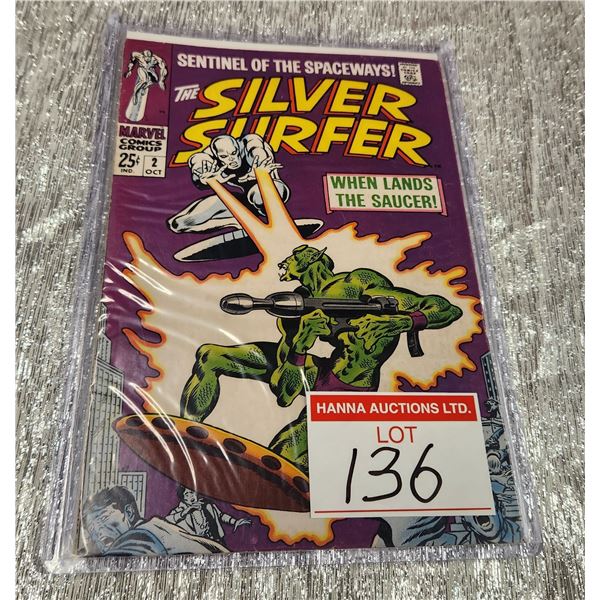 SENTINEL OF THE SPACEWAYS!
THE SILVER
SURFER
MARVEL
COMICS
GROUP
25¢ 2
IND. OCT
WHEN LANDS
THE SAUCER!
HANNA AUCTIONS LTD.
LOT
136